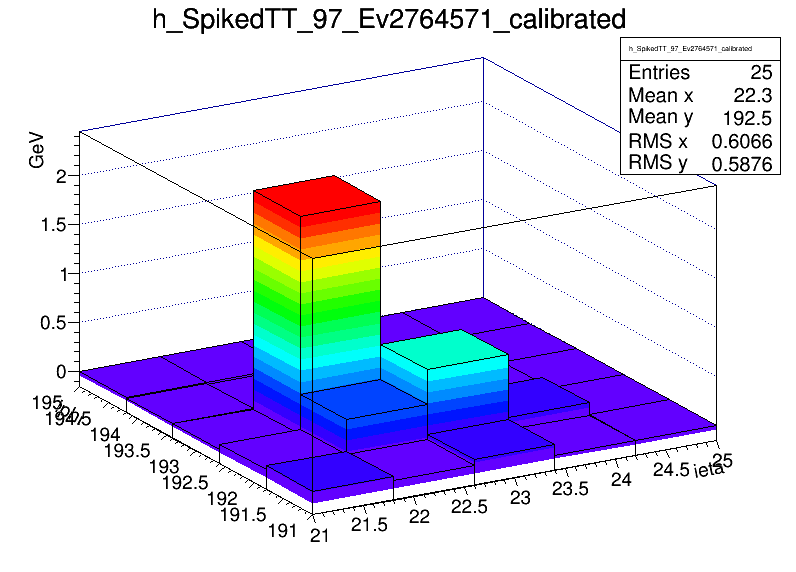 h_SpikedTT_97_Ev2764571_calibrated
h_SpikedTT_97_Ev2764571_calibrated
Entries 25
Mean x 22.3
Mean y 192.5
RMS x 0.6066
RMS y 0.5876
GeV
2
1.5
1
0.5
0
195
194.5
194
193.5
193
192.5
192
191.5
191
21
21.5
22
22.5
23
23.5
24
24.5
25
ieta